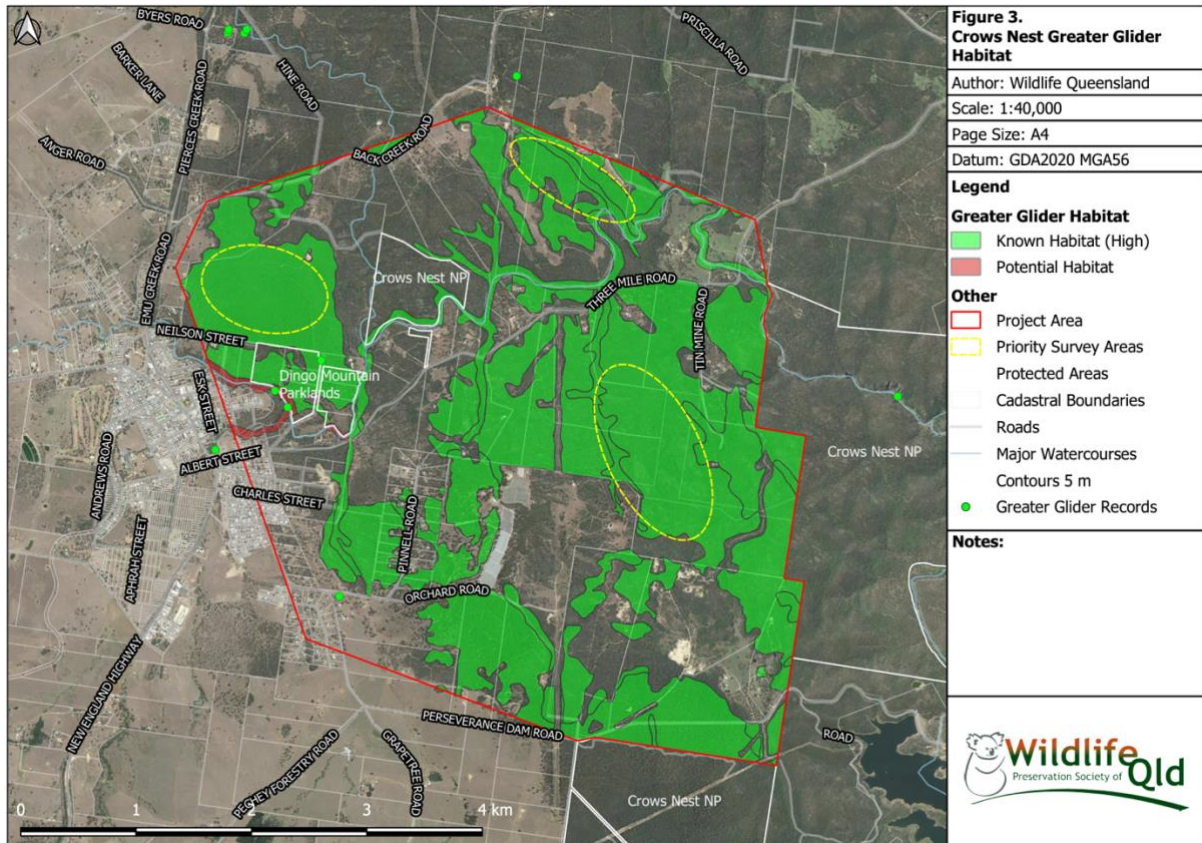 BYERS ROAD
PRISCILLA ROAD
BARKER LANE
HINE ROAD
PIERCES CREEK ROAD
ANGER ROAD
BACK CREEK ROAD
EMU CREEK ROAD
Crows Nest NP
THREE MILE ROAD
TIN MINE ROAD
NEILSON STREET
Dingo Mountain
Parklands
ESK STREET
ANDREWS ROAD
ALBERT STREET
Crows Nest NP
CHARLES STREET
APHRAH STREET
PINNELL ROAD
ORCHARD ROAD
NEW ENGLAND HIGHWAY
PERSEVERANCE DAM ROAD
ROAD
PECHEY FORESTRY ROAD
GRAPETREE ROAD
Crows Nest NP
0 1 2 3 4 km
Figure 3.
Crows Nest Greater Glider
Habitat
Author: Wildlife Queensland
Scale: 1:40,000
Page Size: A4
Datum: GDA2020 MGA56
Legend
Greater Glider Habitat
Known Habitat (High)
Potential Habitat
Other
Project Area
Priority Survey Areas
Protected Areas
Cadastral Boundaries
Roads
Major Watercourses
Contours 5 m
Greater Glider Records
Notes:
Wildlife
Preservation Society of
Qld